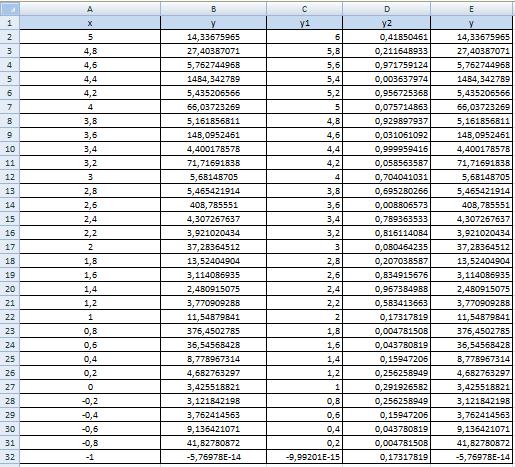 A B C D E
1 x y y1 y2 y
2 5 14,33675965 6 0,41850461 14,33675965
3 4,8 27,40387071 5,8 0,211648933 27,40387071
4 4,6 5,762744968 5,6 0,971759124 5,762744968
5 4,4 1484,342789 5,4 0,003637974 1484,342789
6 4,2 5,435206566 5,2 0,956725368 5,435206566
7 4 66,03723269 5 0,075714863 66,03723269
8 3,8 5,161856811 4,8 0,929897937 5,161856811
9 3,6 148,0952461 4,6 0,031061092 148,0952461
10 3,4 4,400178578 4,4 0,999959416 4,400178578
11 3,2 71,71691838 4,2 0,058563587 71,71691838
12 3 5,68148705 4 0,704041031 5,68148705
13 2,8 5,465421914 3,8 0,695280266 5,465421914
14 2,6 408,785551 3,6 0,008806573 408,785551
15 2,4 4,307267637 3,4 0,789363533 4,307267637
16 2,2 3,921020434 3,2 0,816114084 3,921020434
17 2 37,28364512 3 0,080464235 37,28364512
18 1,8 13,52404904 2,8 0,207038587 13,52404904
19 1,6 3,114086935 2,6 0,834915676 3,114086935
20 1,4 2,480915075 2,4 0,967384988 2,480915075
21 1,2 3,770909288 2,2 0,583413663 3,770909288
22 1 11,54879841 2 0,17317819 11,54879841
23 0,8 376,4502785 1,8 0,004781508 376,4502785
24 0,6 36,54568428 1,6 0,043780819 36,54568428
25 0,4 8,778967314 1,4 0,15947206 8,778967314
26 0,2 4,682763297 1,2 0,256258949 4,682763297
27 0 3,425518821 1 0,291926582 3,425518821
28 -0,2 3,121842198 0,8 0,256258949 3,121842198
29 -0,4 3,762414563 0,6 0,15947206 3,762414563
30 -0,6 9,136421071 0,4 0,043780819 9,136421071
31 -0,8 41,82780872 0,2 0,004781508 41,82780872
32 -1 -5,76978E-14 -9,99201E-15 0,17317819 -5,76978E-14